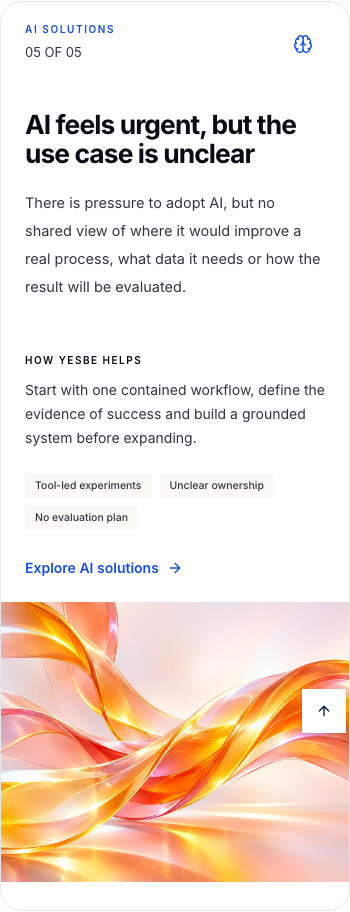 AI SOLUTIONS
05 OF 05
AI feels urgent, but the
use case is unclear
There is pressure to adopt AI, but no
shared view of where it would improve a
real process, what data it needs or how the
result will be evaluated.
HOW YESBE HELPS
Start with one contained workflow, define the
evidence of success and build a grounded
system before expanding.
Tool-led experiments
Unclear ownership
No evaluation plan
Explore AI solutions